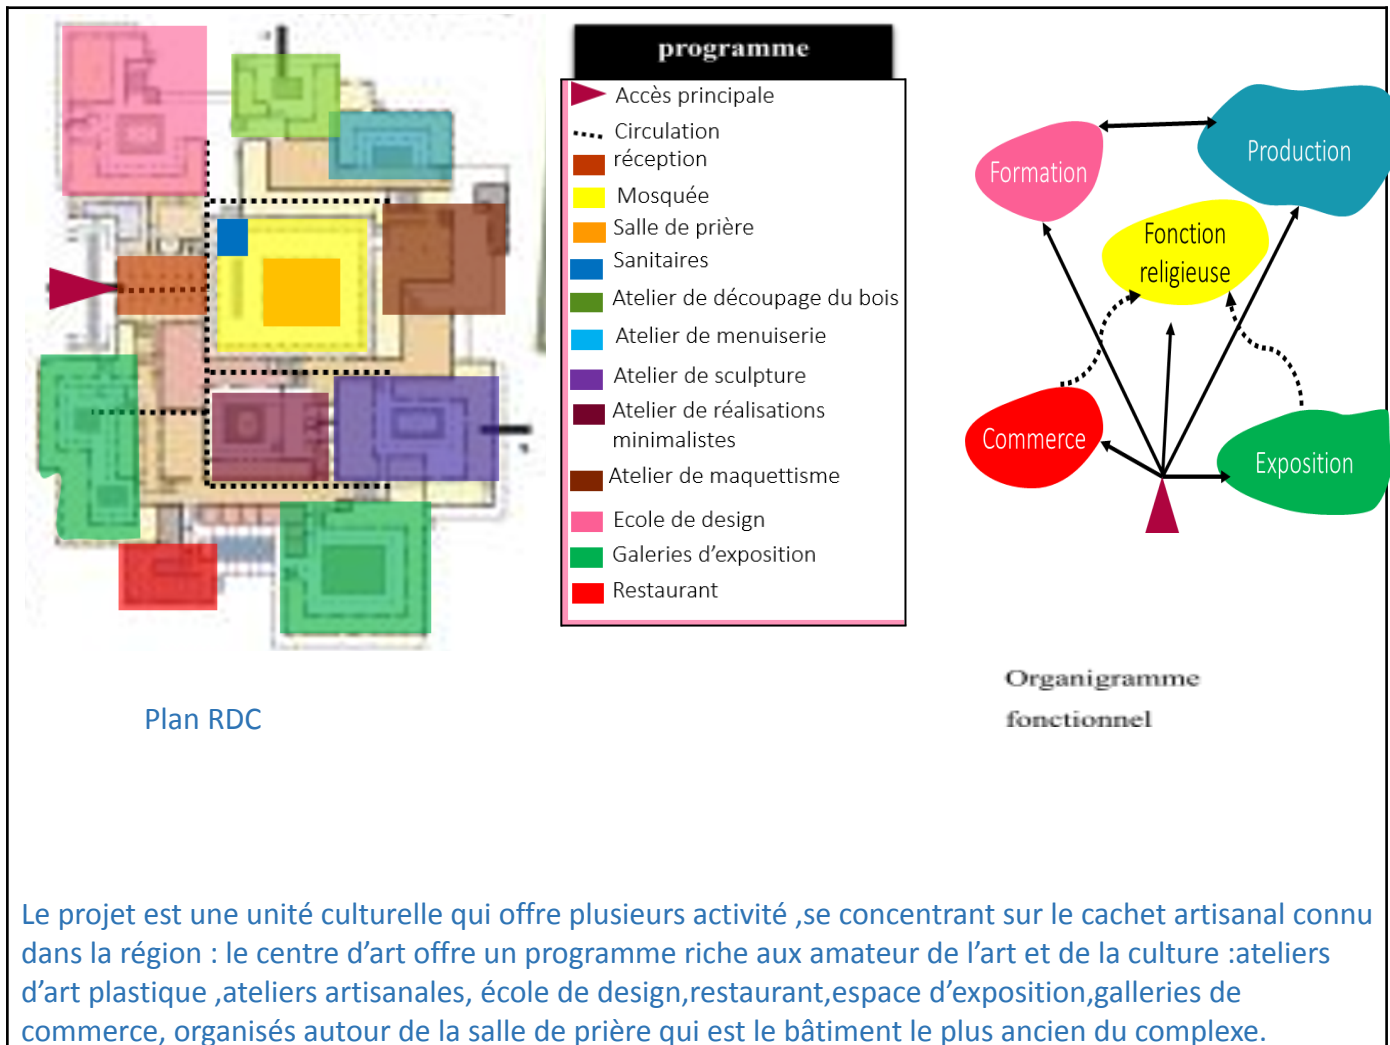 programme
Accès principale
Circulation
réception
Mosquée
Salle de prière
Sanitaires
Atelier de découpage du bois
Atelier de menuiserie
Atelier de sculpture
Atelier de réalisations
minimalistes
Atelier de maquettisme
Ecole de design
Galeries d'exposition
Restaurant
Formation
Production
Fonction
religieuse
Commerce
Exposition
Plan RDC
Organigramme
fonctionnel
Le projet est une unité culturelle qui offre plusieurs activité ,se concentrant sur le cachet artisanal connu
dans la région : le centre d'art offre un programme riche aux amateur de l'art et de la culture :ateliers
d'art plastique ,ateliers artisanales, école de design,restaurant,espace d'exposition,galleries de
commerce, organisés autour de la salle de prière qui est le bâtiment le plus ancien du complexe.